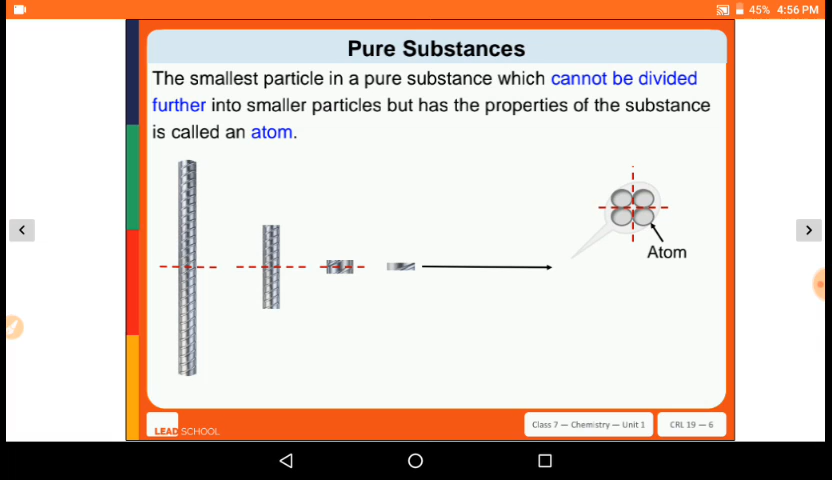 45% 4:56 PM
Pure Substances
The smallest particle in a pure substance which cannot be divided
further into smaller particles but has the properties of the substance
is called an atom.
Atom
LEAD SCHOOL
Class 7 — Chemistry — Unit 1
CRL 19 — 6